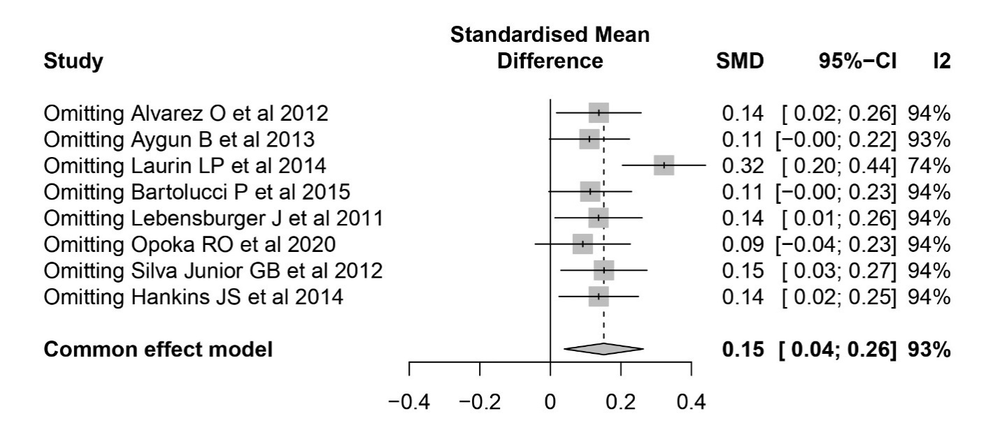 Standardised Mean
Study Difference SMD 95%−CI I2
Omitting Alvarez O et al 2012 0.14 [ 0.02; 0.26] 94%
Omitting Aygun B et al 2013 0.11 [−0.00; 0.22] 93%
Omitting Laurin LP et al 2014 0.32 [ 0.20; 0.44] 74%
Omitting Bartolucci P et al 2015 0.11 [−0.00; 0.23] 94%
Omitting Lebensburger J et al 2011 0.14 [ 0.01; 0.26] 94%
Omitting Opoka RO et al 2020 0.09 [−0.04; 0.23] 94%
Omitting Silva Junior GB et al 2012 0.15 [ 0.03; 0.27] 94%
Omitting Hankins JS et al 2014 0.14 [ 0.02; 0.25] 94%
Common effect model 0.15 [ 0.04; 0.26] 93%
−0.4 −0.2 0 0.2 0.4